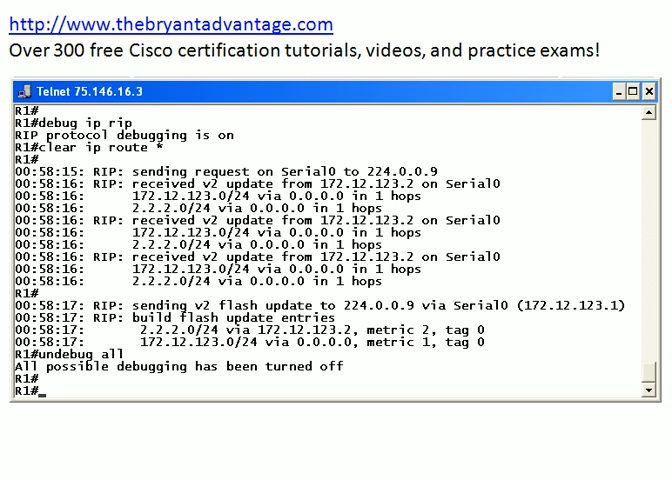 http://www.thebryantadvantage.com
Over 300 free Cisco certification tutorials, videos, and practice exams!
Telnet 75.146.16.3
R1#
R1#debug ip rip
RIP protocol debugging is on
R1#clear ip route *
R1#
00:58:15: RIP: sending request on Serial0 to 224.0.0.9
00:58:16: RIP: received v2 update from 172.12.123.2 on Serial0
00:58:16:      172.12.123.0/24 via 0.0.0.0 in 1 hops
00:58:16:      2.2.2.0/24 via 0.0.0.0 in 1 hops
00:58:16: RIP: received v2 update from 172.12.123.2 on Serial0
00:58:16:      172.12.123.0/24 via 0.0.0.0 in 1 hops
00:58:16:      2.2.2.0/24 via 0.0.0.0 in 1 hops
00:58:16: RIP: received v2 update from 172.12.123.2 on Serial0
00:58:16:      172.12.123.0/24 via 0.0.0.0 in 1 hops
00:58:16:      2.2.2.0/24 via 0.0.0.0 in 1 hops
R1#
00:58:17: RIP: sending v2 flash update to 224.0.0.9 via Serial0 (172.12.123.1)
00:58:17: RIP: build flash update entries
00:58:17:       2.2.2.0/24 via 172.12.123.2, metric 2, tag 0
00:58:17:       172.12.123.0/24 via 0.0.0.0, metric 1, tag 0
R1#undebug all
All possible debugging has been turned off
R1#
R1#_